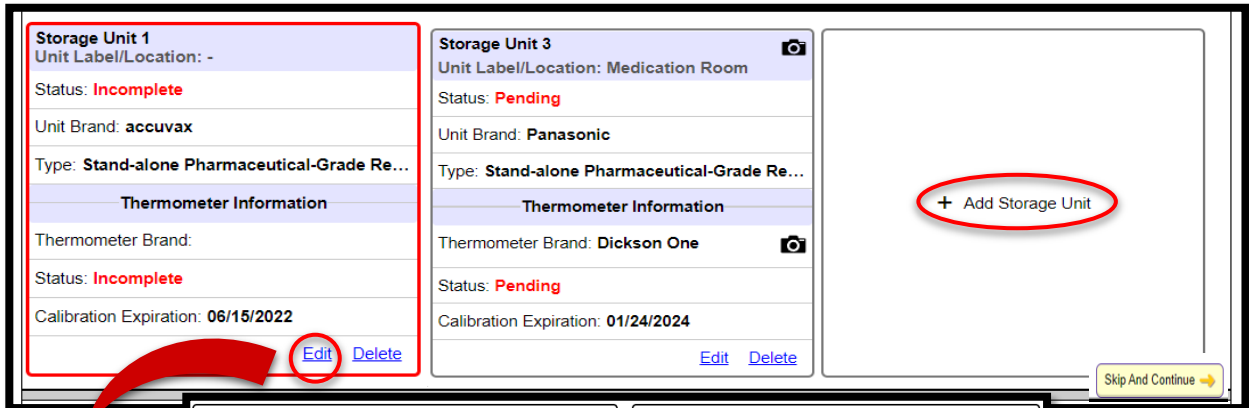 Storage Unit 1
Unit Label/Location: -
Status: Incomplete
Unit Brand: accuvax
Type: Stand-alone Pharmaceutical-Grade Re...
Thermometer Information
Thermometer Brand:
Status: Incomplete
Calibration Expiration: 06/15/2022
Edit Delete
Storage Unit 3
Unit Label/Location: Medication Room
Status: Pending
Unit Brand: Panasonic
Type: Stand-alone Pharmaceutical-Grade Re...
Thermometer Information
Thermometer Brand: Dickson One
Status: Pending
Calibration Expiration: 01/24/2024
Edit Delete
+ Add Storage Unit
Skip And Continue